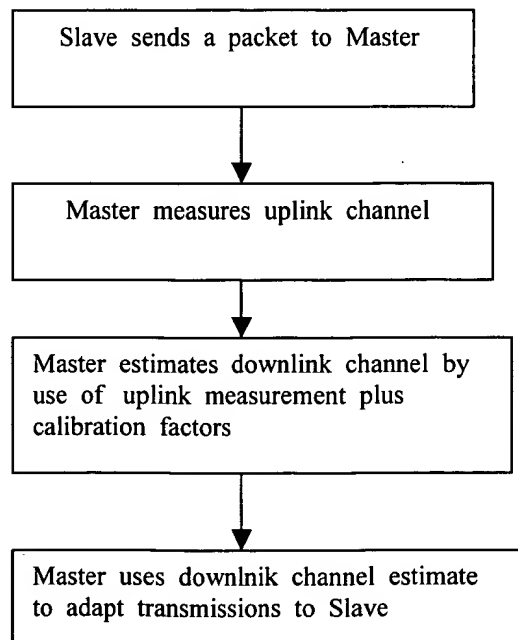 Slave sends a packet to Master
Master measures uplink channel
Master estimates downlink channel by
use of uplink measurement plus
calibration factors
Master uses downlnik channel estimate
to adapt transmissions to Slave